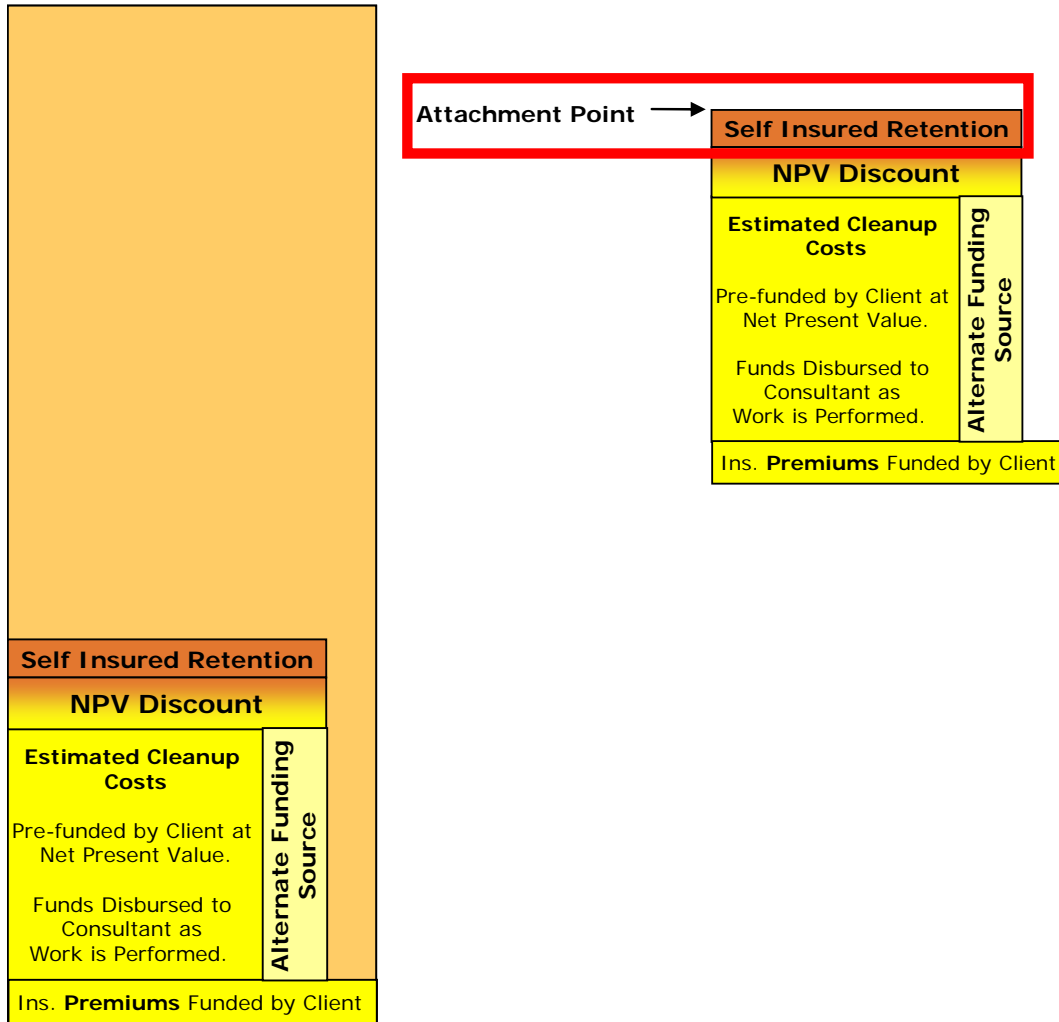 Attachment Point
Self Insured Retention
NPV Discount
Estimated Cleanup
Costs
Pre-funded by Client at
Net Present Value.
Funds Disbursed to
Consultant as
Work is Performed.
Alternate Funding
Source
Ins. Premiums Funded by Client
Self Insured Retention
NPV Discount
Estimated Cleanup
Costs
Pre-funded by Client at
Net Present Value.
Funds Disbursed to
Consultant as
Work is Performed.
Alternate Funding
Source
Ins. Premiums Funded by Client